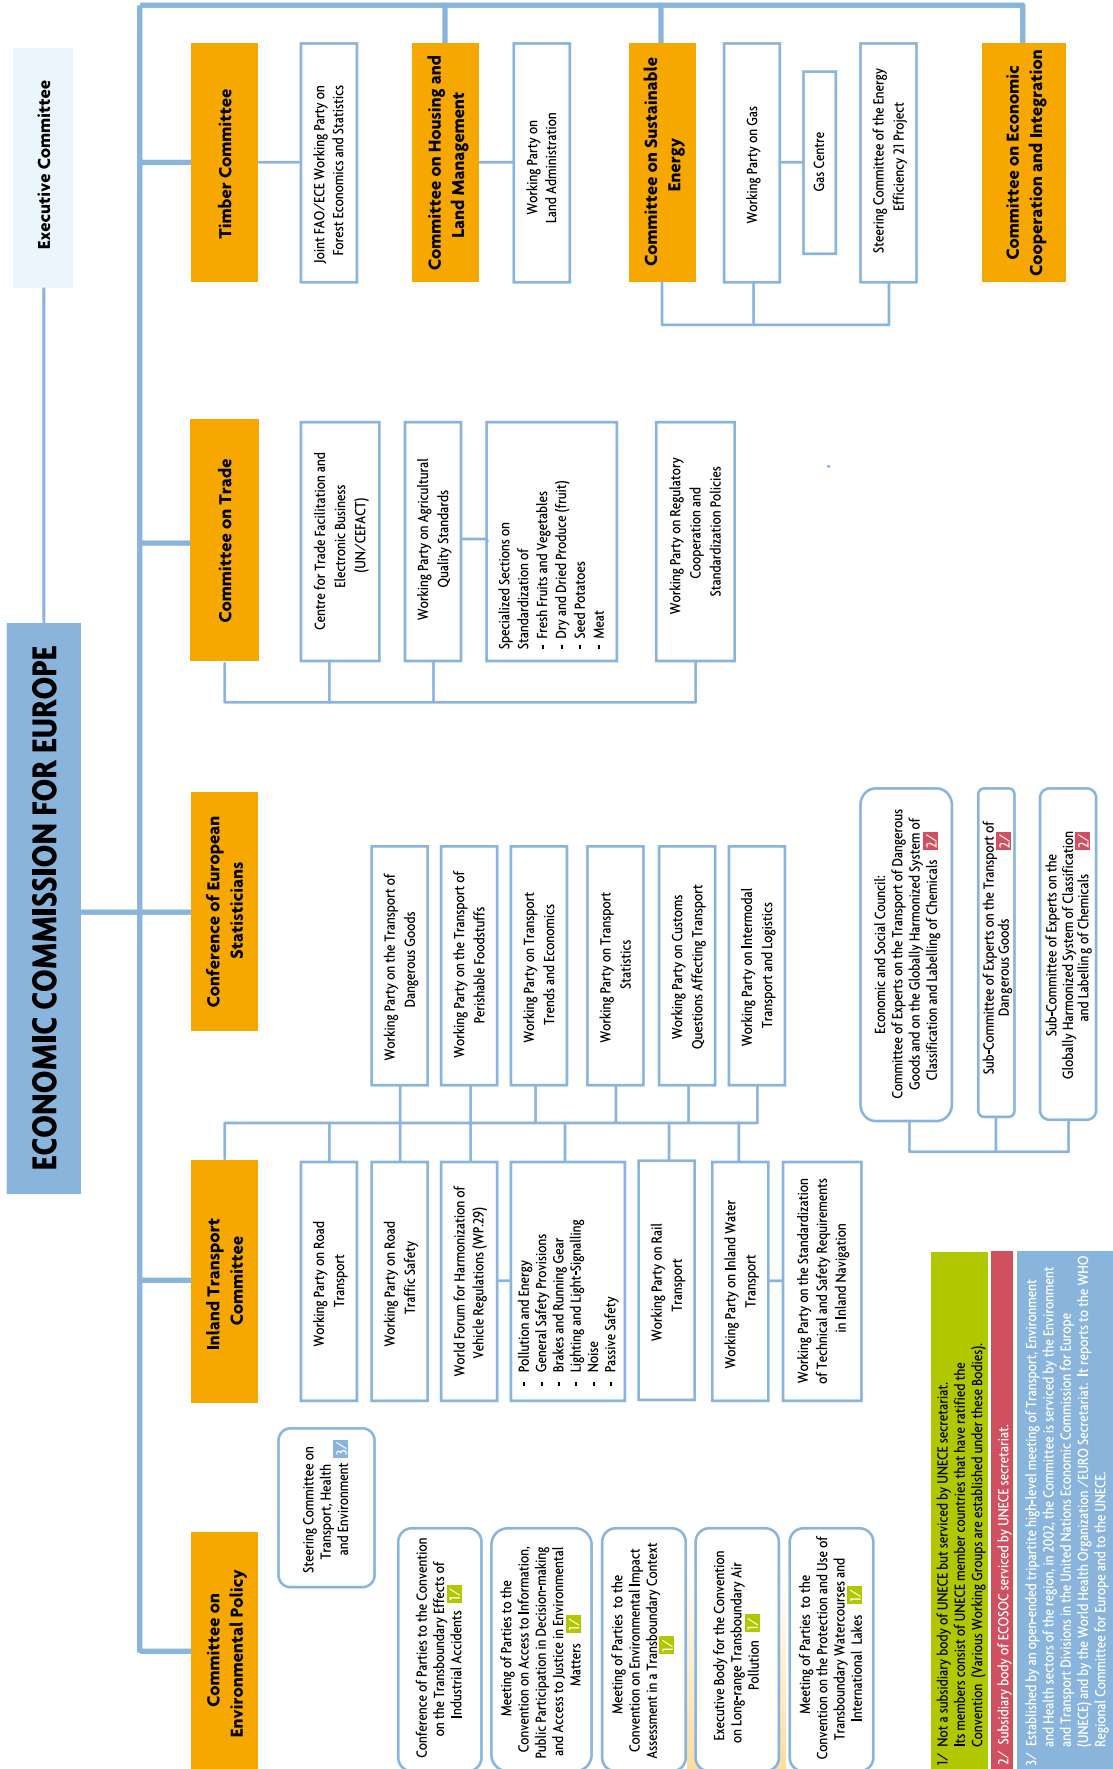 ECONOMIC COMMISSION FOR EUROPE
Executive Committee
Committee on
Environmental Policy
Steering Committee on
Transport, Health
and Environment 3/
Conference of Parties to the Convention
on the Transboundary Effects of
Industrial Accidents 1/
Meeting of Parties to the
Convention on Access to Information,
Public Participation in Decision-making
and Access to Justice in Environmental
Matters 1/
Meeting of Parties to the
Convention on Environmental Impact
Assessment in a Transboundary Context
1/
Executive Body for the Convention
on Long-range Transboundary Air
Pollution 1/
Meeting of Parties to the
Convention on the Protection and Use of
Transboundary Watercourses and
International Lakes 1/
Inland Transport
Committee
Working Party on Road
Transport
Working Party on Road
Traffic Safety
World Forum for Harmonization of
Vehicle Regulations (WP.29)
- Pollution and Energy
- General Safety Provisions
- Brakes and Running Gear
- Lighting and Light-Signalling
- Noise
- Passive Safety
Working Party on Rail
Transport
Working Party on Inland Water
Transport
Working Party on the Standardization
of Technical and Safety Requirements
in Inland Navigation
Working Party on the Transport of
Dangerous Goods
Working Party on the Transport of
Perishable Foodstuffs
Working Party on Transport
Trends and Economics
Working Party on Transport
Statistics
Working Party on Customs
Questions Affecting Transport
Working Party on Intermodal
Transport and Logistics
Conference of European
Statisticians
Economic and Social Council:
Committee of Experts on the Transport of Dangerous
Goods and on the Globally Harmonized System of
Classification and Labelling of Chemicals 2/
Sub-Committee of Experts on the Transport of
Dangerous Goods 2/
Sub-Committee of Experts on the
Globally Harmonized System of Classification
and Labelling of Chemicals 2/
Committee on Trade
Centre for Trade Facilitation and
Electronic Business
(UN/CEFACT)
Working Party on Agricultural
Quality Standards
Specialized Sections on
Standardization of
- Fresh Fruits and Vegetables
- Dry and Dried Produce (fruit)
- Seed Potatoes
- Meat
Working Party on Regulatory
Cooperation and
Standardization Policies
Timber Committee
Joint FAO/ECE Working Party on
Forest Economics and Statistics
Committee on Housing and
Land Management
Working Party on
Land Administration
Committee on Sustainable
Energy
Working Party on Gas
Gas Centre
Steering Committee of the Energy
Efficiency 21 Project
Committee on Economic
Cooperation and Integration
1/ Not a subsidiary body of UNECE but serviced by UNECE secretariat.
Its members consist of UNECE member countries that have ratified the
Convention (Various Working Groups are established under these Bodies).
2/ Subsidiary body of ECOSOC serviced by UNECE secretariat.
3/ Established by an open-ended tripartite high-level meeting of Transport, Environment
and Health sectors of the region, in 2002, the Committee is serviced by the Environment
and Transport Divisions in the United Nations Economic Commission for Europe
(UNECE) and by the World Health Organization /EURO Secretariat. It reports to the WHO
Regional Committee for Europe and to the UNECE.